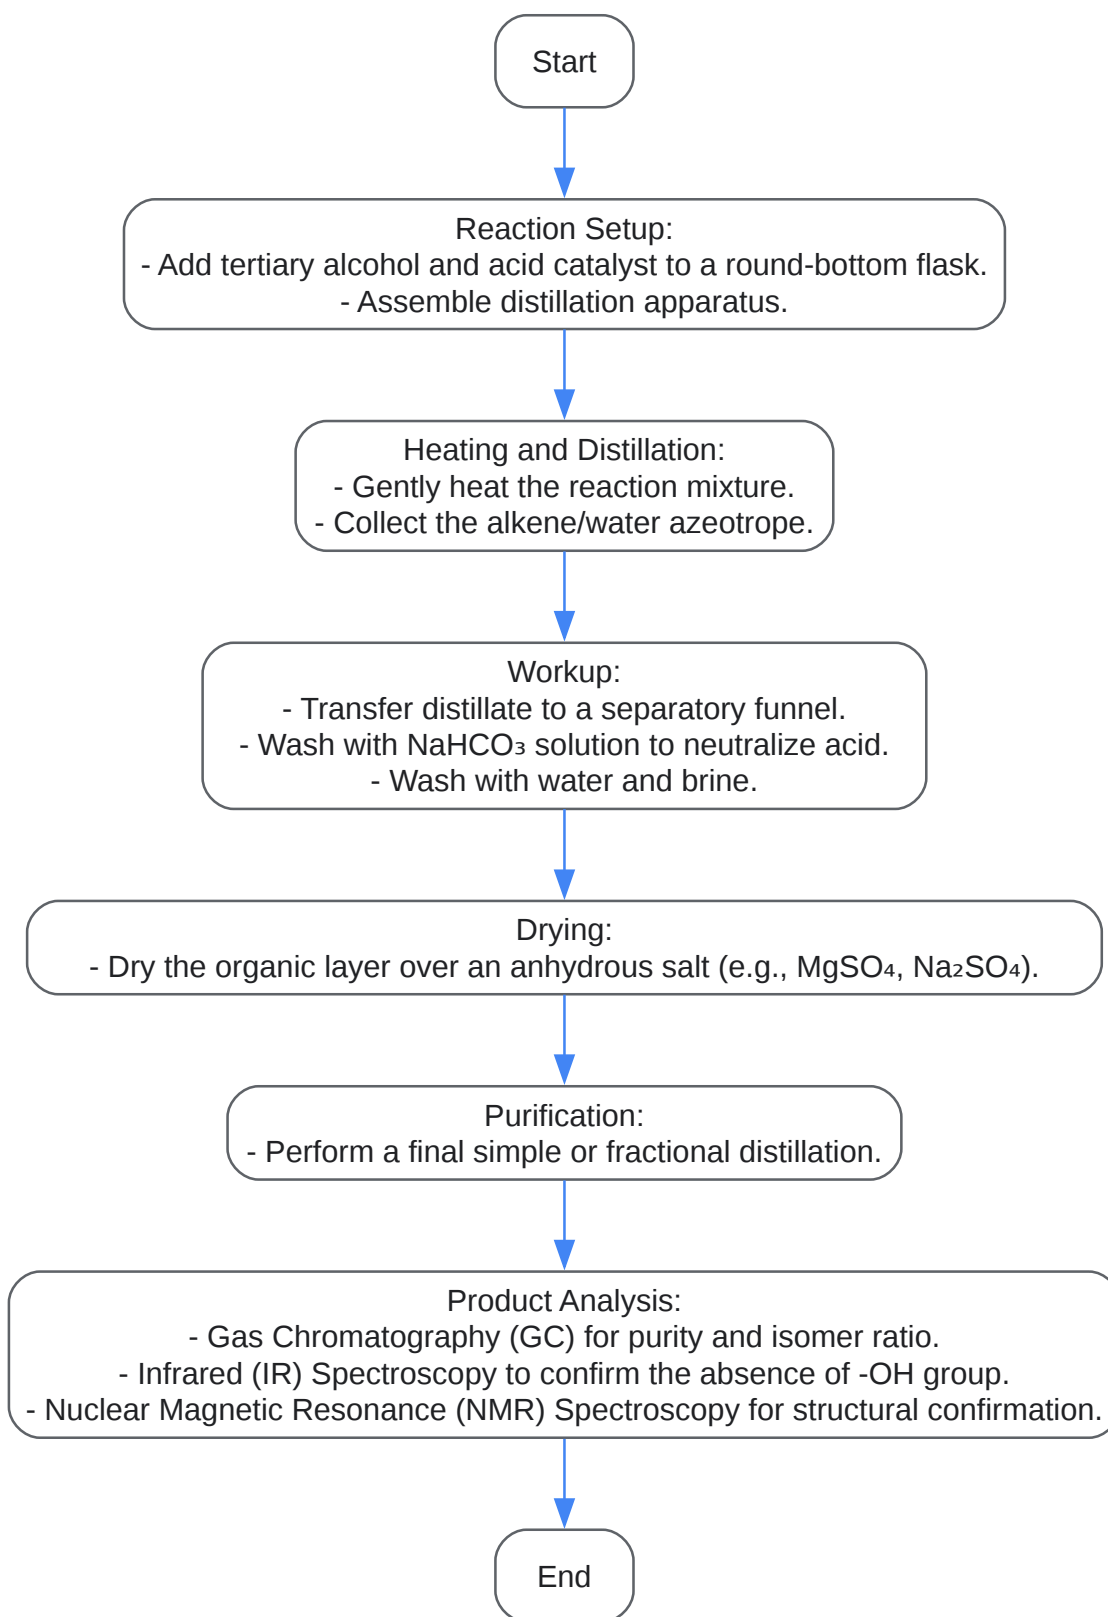 Start
Reaction Setup:
- Add tertiary alcohol and acid catalyst to a round-bottom flask.
- Assemble distillation apparatus.
Heating and Distillation:
- Gently heat the reaction mixture.
- Collect the alkene/water azeotrope.
Workup:
- Transfer distillate to a separatory funnel.
- Wash with NaHCO₃ solution to neutralize acid.
- Wash with water and brine.
Drying:
- Dry the organic layer over an anhydrous salt (e.g., MgSO₄, Na₂SO₄).
Purification:
- Perform a final simple or fractional distillation.
Product Analysis:
- Gas Chromatography (GC) for purity and isomer ratio.
- Infrared (IR) Spectroscopy to confirm the absence of -OH group.
- Nuclear Magnetic Resonance (NMR) Spectroscopy for structural confirmation.
End